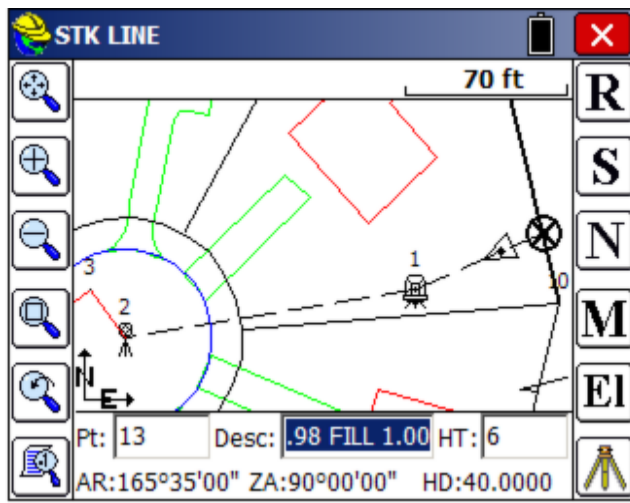 STK LINE
70 ft
R
S
N
M
El
1
3
2
10
N
E
Pt: 13 Desc: .98 FILL 1.00 HT: 6
AR:165°35'00" ZA:90°00'00" HD:40.0000